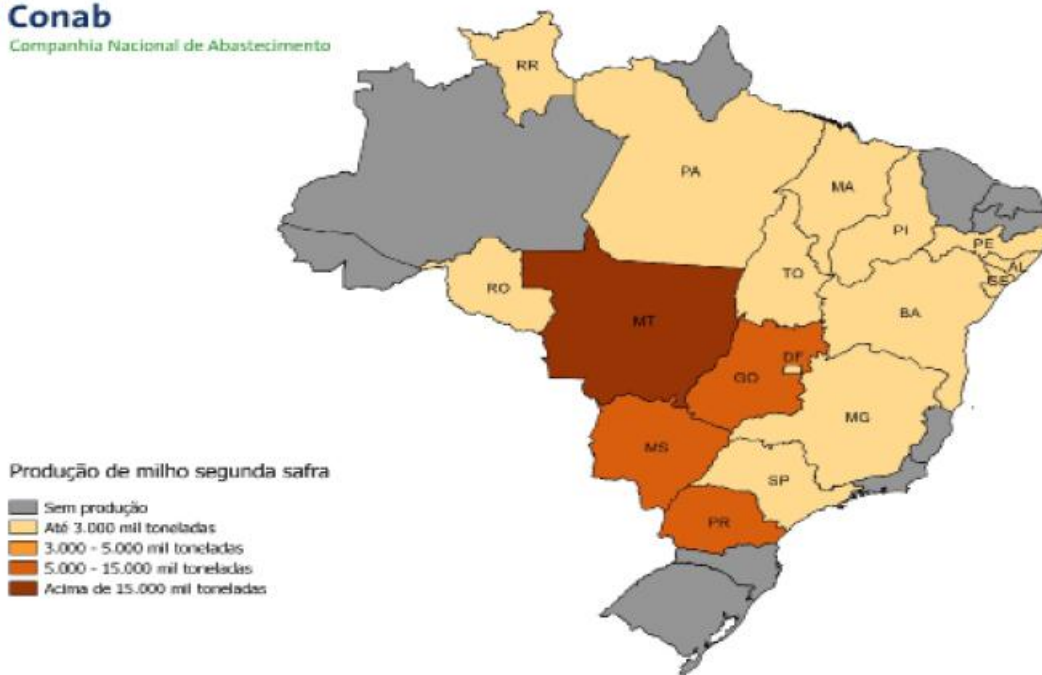 Conab
Companhia Nacional de Abastecimento
RR
PA
MA
PI
PE
AL
SE
TO
RO
BA
MT
DF
GO
MG
MS
SP
PR
Produção de milho segunda safra
Sem produção
Até 3.000 mil toneladas
3.000 - 5.000 mil toneladas
5.000 - 15.000 mil toneladas
Acima de 15.000 mil toneladas